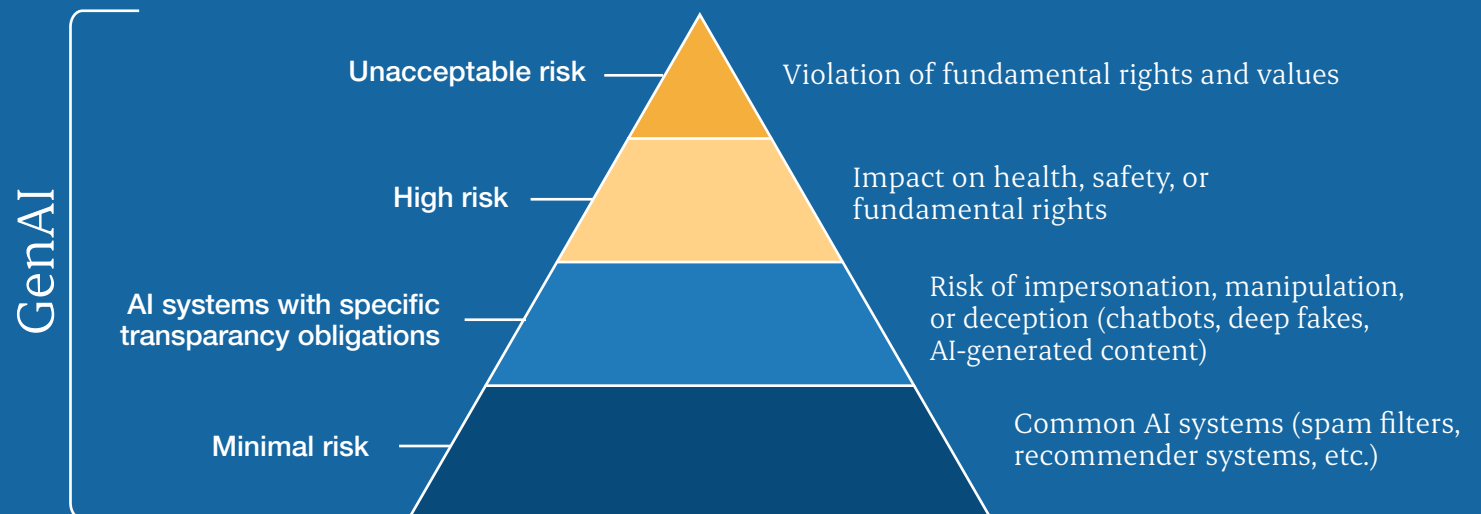 GenAI
Unacceptable risk
Violation of fundamental rights and values
High risk
Impact on health, safety, or
fundamental rights
AI systems with specific
transparancy obligations
Risk of impersonation, manipulation,
or deception (chatbots, deep fakes,
AI-generated content)
Minimal risk
Common AI systems (spam filters,
recommender systems, etc.)